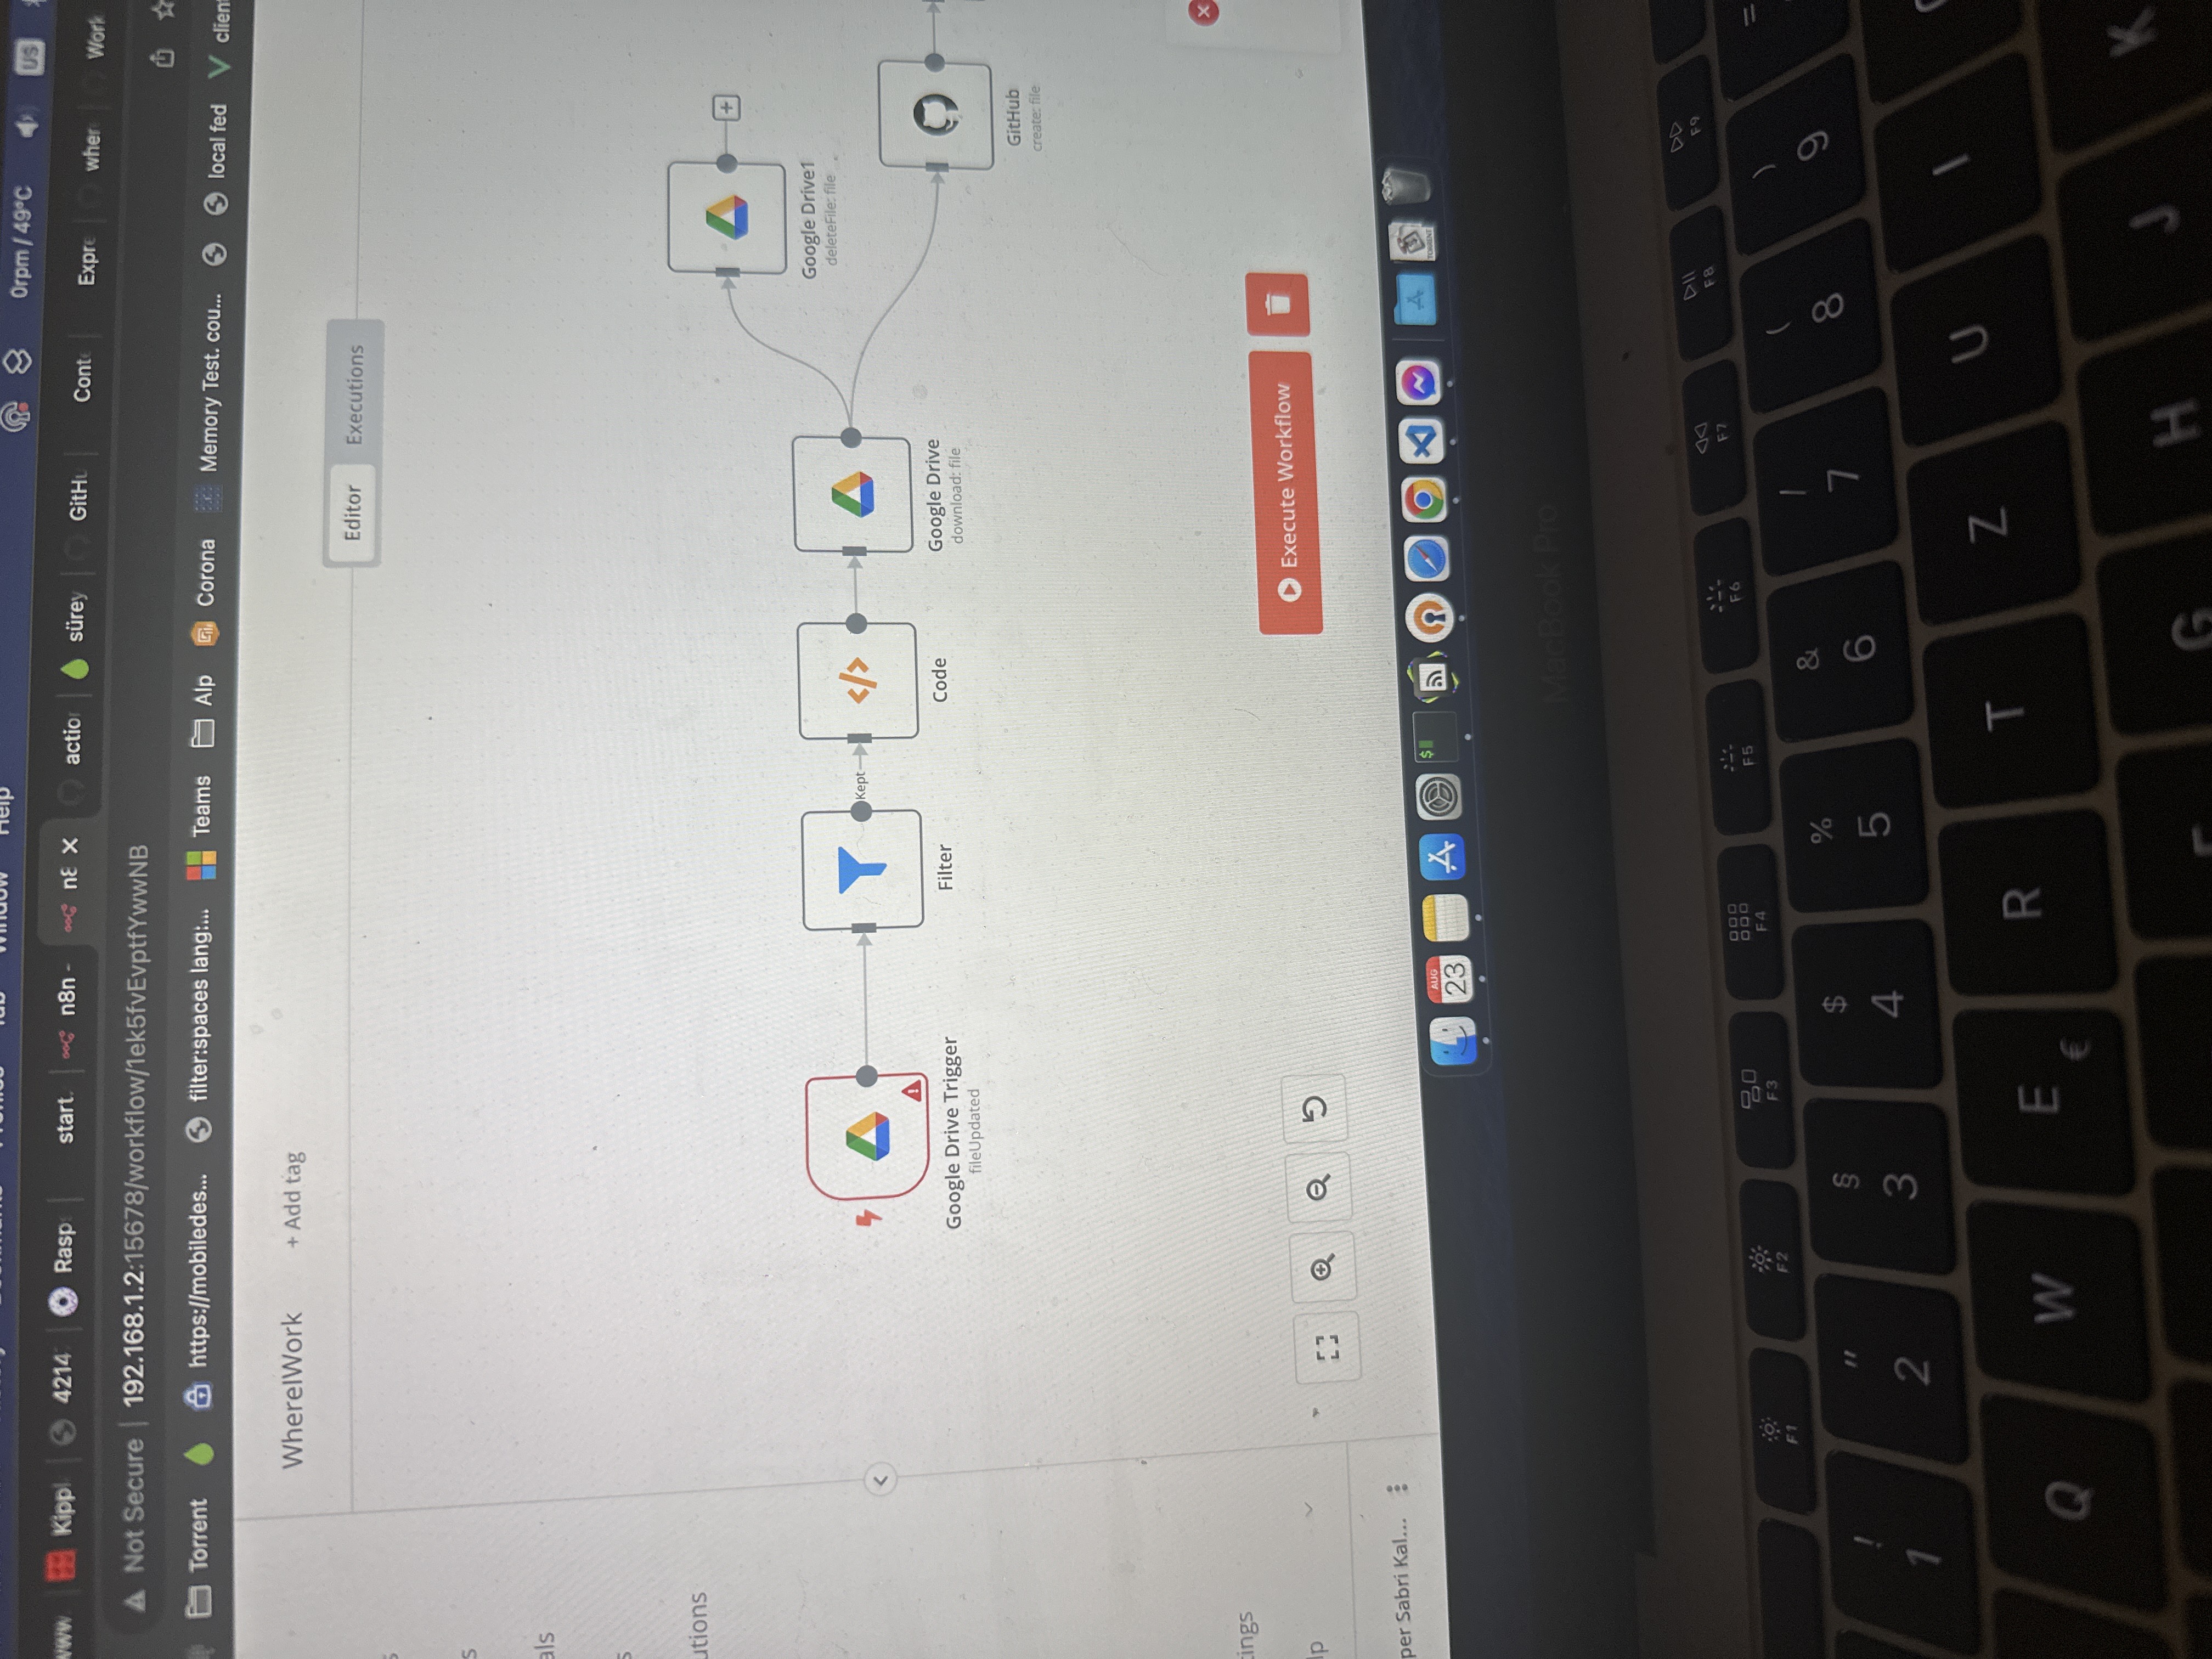 Window
Help
0rpm / 49°C
US
www
Kippl
4214
Rasp
start.
n8n -
n8
actio
sürey
GitHu
Conte
Expre
wher
Work
Not Secure
192.168.1.2:15678/workflow/1ek5fvEvptfYwwNB
Torrent
https://mobiledes...
filter:spaces lang:...
Teams
Alp
Corona
Memory Test. cou...
local fed
client
WhereIWork
+ Add tag
Editor
Executions
s
s
als
s
utions
Google Drive1
deleteFile: file
Kept
Google Drive Trigger
fileUpdated
Filter
Code
Google Drive
download: file
GitHub
create: file
tings
lp
Execute Workflow
per Sabri Kal...
AUG
23
$
TORRENT
MacBook Pro
F1
F2
F3
F4
F5
F6
F7
F8
F9
! 1
" 2
§ 3
$ 4
% 5
& 6
/ 7
( 8
) 9
=
Q
W
E €
R
T
Z
U
I
F
G
H
J
K